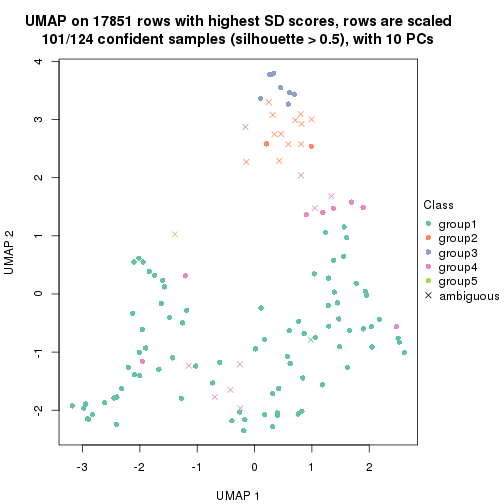 UMAP on 17851 rows with highest SD scores, rows are scaled
101/124 confident samples (silhouette > 0.5), with 10 PCs
4
3
2
1
0
-1
-2
UMAP 2
-3
-2
-1
0
1
2
UMAP 1
Class
group1
group2
group3
group4
group5
ambiguous